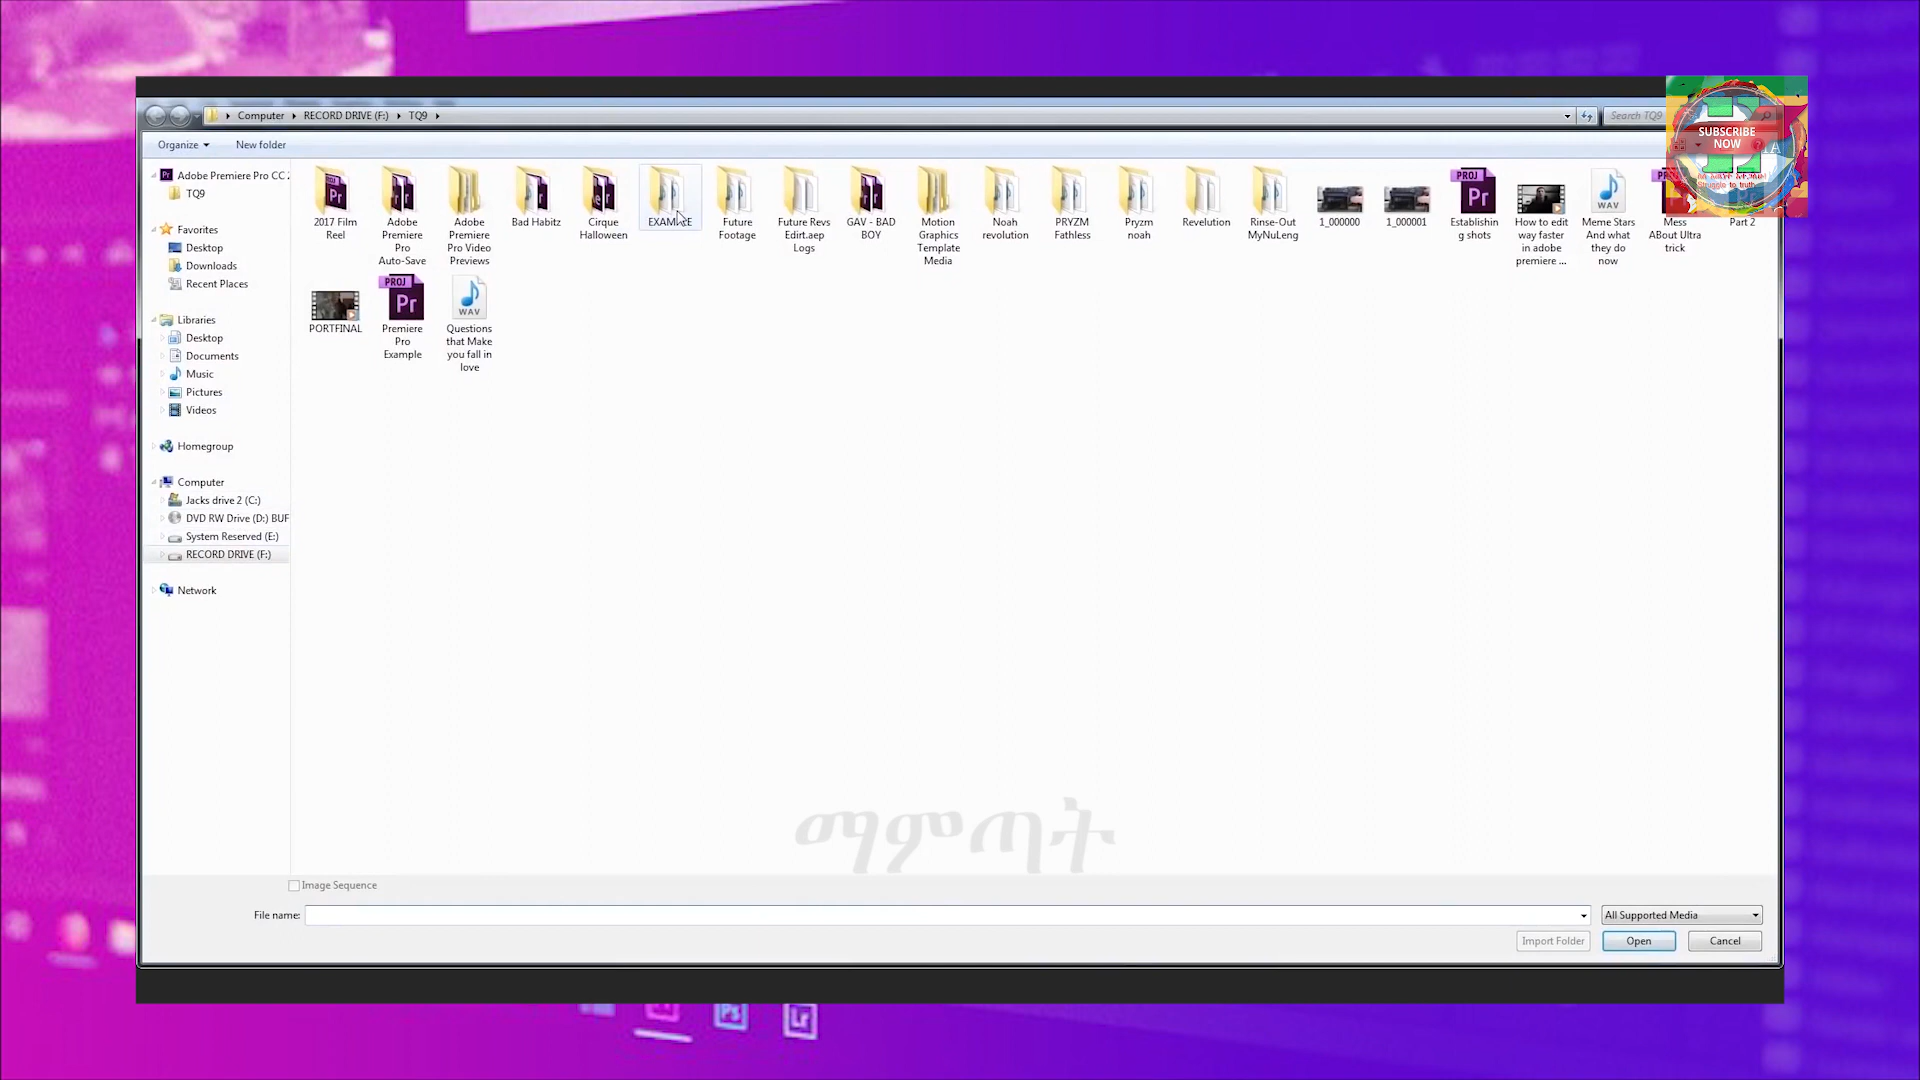 Computer RECORD DRIVE (F:) TQ9
Search TQ9
SUBSCRIBE
NOW
Struggle to truth
Organize New folder
Adobe Premiere Pro CC
TQ9
Favorites
Desktop
Downloads
Recent Places
Libraries
Desktop
Documents
Music
Pictures
Videos
Homegroup
Computer
Jacks drive 2 (C:)
DVD RW Drive (D:) BUF
System Reserved (E:)
RECORD DRIVE (F:)
Network
2017 Film
Reel
Adobe
Premiere
Pro
Auto-Save
Adobe
Premiere
Pro Video
Previews
Bad Habitz
Cirque
Halloween
EXAMPLE
Future
Footage
Future Revs
Edirt.aep
Logs
GAV - BAD
BOY
Motion
Graphics
Template
Media
Noah
revolution
PRYZM
Fathless
Pryzm
noah
Revelution
Rinse-Out
MyNuLeng
1_000000
1_000001
PROJ
Pr
Establishin
g shots
How to edit
way faster
in adobe
premiere ...
WAV
Meme Stars
And what
they do
now
Mess
ABout Ultra
trick
Part 2
PORTFINAL
PROJ
Pr
Premiere
Pro
Example
WAV
Questions
that Make
you fall in
love
ማምጣት
Image Sequence
File name:
All Supported Media
Import Folder Open Cancel
Ps
Lr